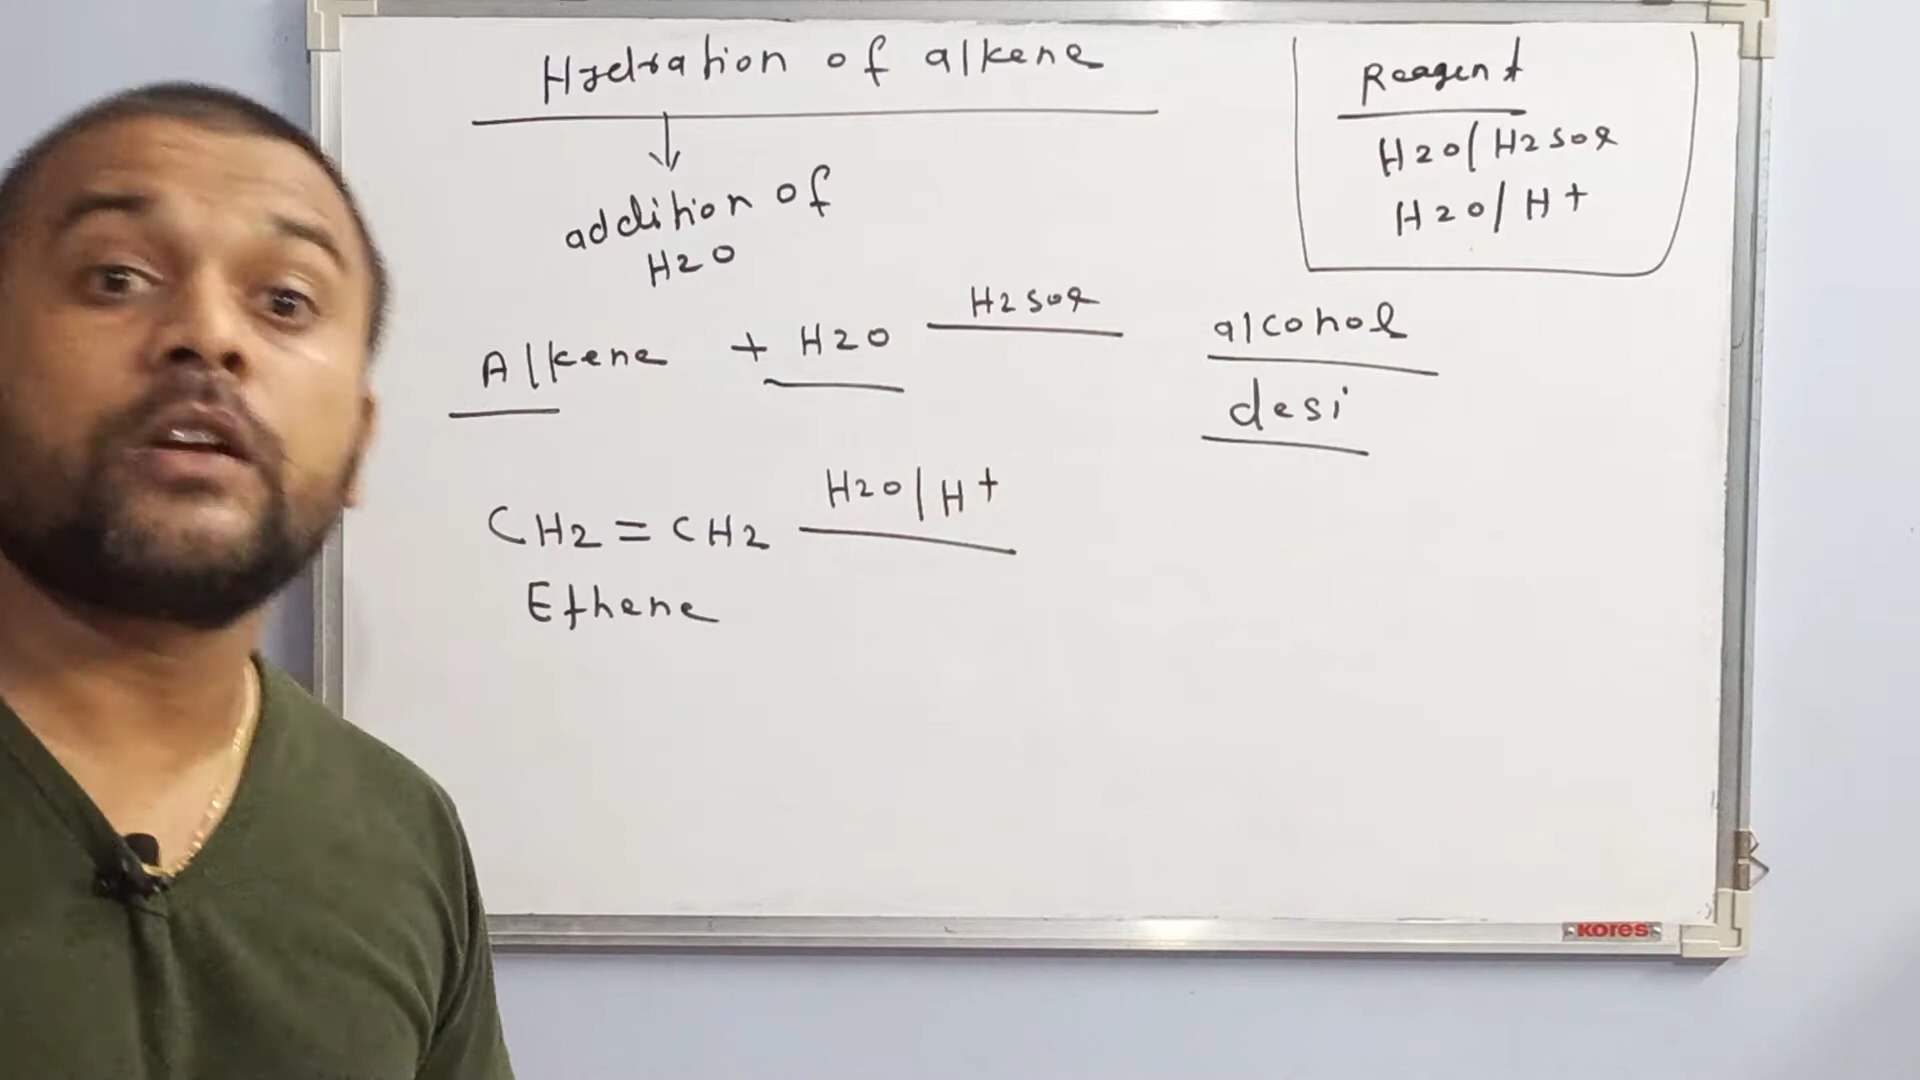 Hydration of alkene
addition of
H2O
Reagent
H2O/H2SO4
H2O/H+
Alkene + H2O H2SO4 alcohol
desi
CH2=CH2 H2O/H+
Ethene
KORES